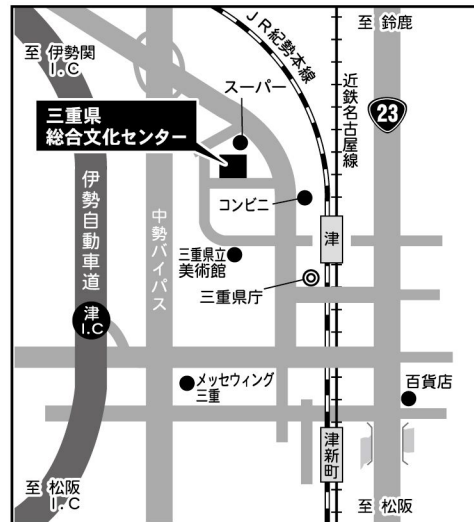 至 伊勢関
I.C
JR紀勢本線
至 鈴鹿
スーパー
近鉄名古屋線
23
三重県
総合文化センター
伊勢自動車道
中勢バイパス
コンビニ
津
三重県立
美術館
三重県庁
津
I.C
メッセウィング
三重
百貨店
津新町
至 松阪
I.C
至 松阪